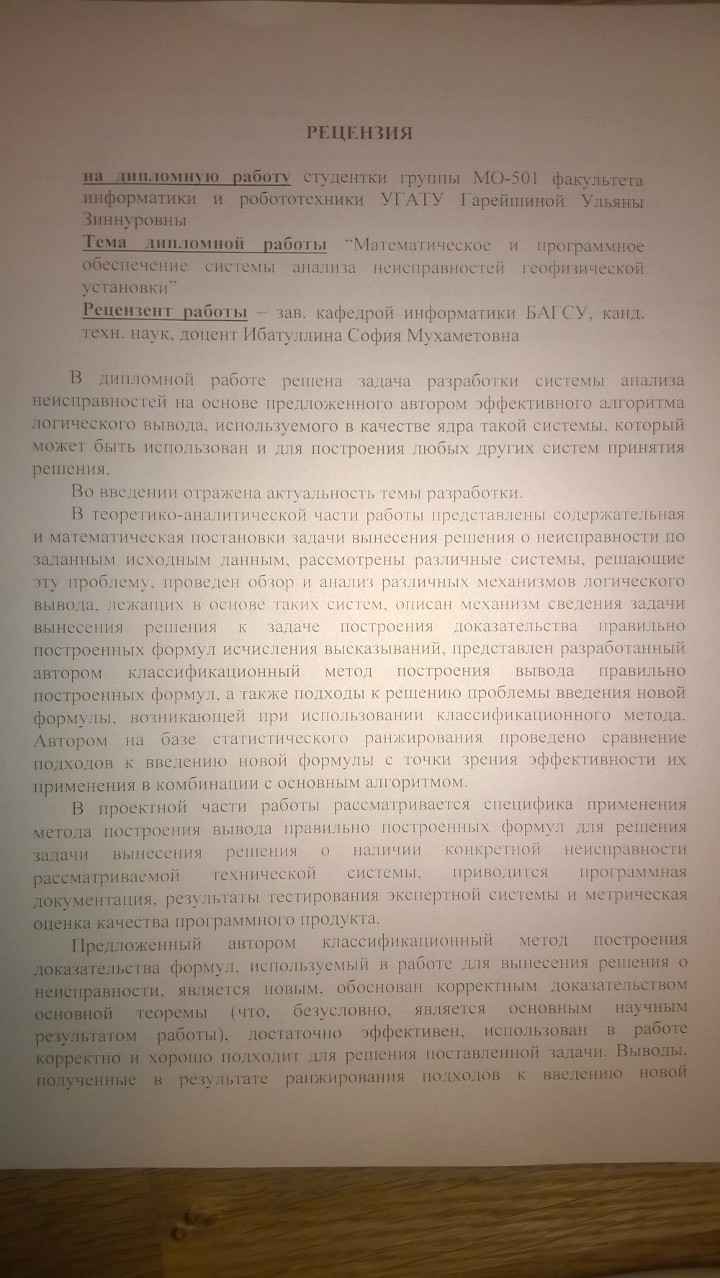 РЕЦЕНЗИЯ
на дипломную работу студентки группы МО-501 факультета
информатики и робототехники УГАТУ Гарейшиной Ульяны
Зиннуровны
Тема дипломной работы “Математическое и программное
обеспечение системы анализа неисправностей геофизической
установки”
Рецензент работы – зав. кафедрой информатики БАГСУ, канд.
техн. наук, доцент Ибатуллина София Мухаметовна
В дипломной работе решена задача разработки системы анализа
неисправностей на основе предложенного автором эффективного алгоритма
логического вывода, используемого в качестве ядра такой системы, который
может быть использован и для построения любых других систем принятия
решения.
Во введении отражена актуальность темы разработки.
В теоретико-аналитической части работы представлены содержательная
и математическая постановки задачи вынесения решения о неисправности по
заданным исходным данным, рассмотрены различные системы, решающие
эту проблему, проведен обзор и анализ различных механизмов логического
вывода, лежащих в основе таких систем, описан механизм сведения задачи
вынесения решения к задаче построения доказательства правильно
построенных формул исчисления высказываний, представлен разработанный
автором классификационный метод построения вывода правильно
построенных формул, а также подходы к решению проблемы введения новой
формулы, возникающей при использовании классификационного метода.
Автором на базе статистического ранжирования проведено сравнение
подходов к введению новой формулы с точки зрения эффективности их
применения в комбинации с основным алгоритмом.
В проектной части работы рассматривается специфика применения
метода построения вывода правильно построенных формул для решения
задачи вынесения решения о наличии конкретной неисправности
рассматриваемой технической системы, приводится программная
документация, результаты тестирования экспертной системы и метрическая
оценка качества программного продукта.
Предложенный автором классификационный метод построения
доказательства формул, используемый в работе для вынесения решения о
неисправности, является новым, обоснован корректным доказательством
основной теоремы (что, безусловно, является основным научным
результатом работы), достаточно эффективен, использован в работе
корректно и хорошо подходит для решения поставленной задачи. Выводы,
полученные в результате ранжирования подходов к введению новой